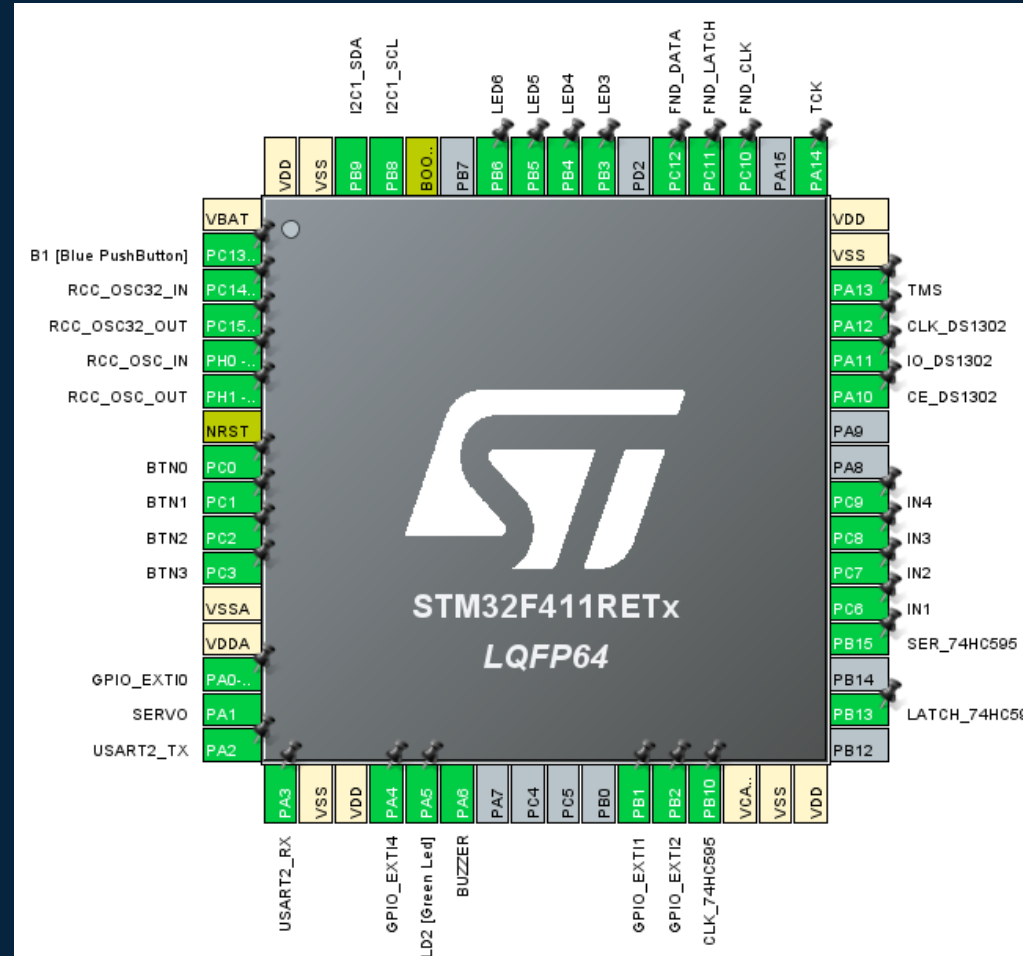 I2C1_SDA
I2C1_SCL
LED6
LED5
LED4
LED3
FND_DATA
FND_LATCH
FND_CLK
TCK
VDD
VSS
PB9
PB8
BOO..
PB7
PB6
PB5
PB4
PB3
PD2
PC12
PC11
PC10
PA15
PA14
VBAT
B1 [Blue PushButton] PC13..
RCC_OSC32_IN PC14..
RCC_OSC32_OUT PC15..
RCC_OSC_IN PH0 -..
RCC_OSC_OUT PH1 -..
NRST
BTN0 PC0
BTN1 PC1
BTN2 PC2
BTN3 PC3
VSSA
VDDA
GPIO_EXTI0 PA0-..
SERVO PA1
USART2_TX PA2
STM32F411RETx
LQFP64
VDD
VSS
PA13 TMS
PA12 CLK_DS1302
PA11 IO_DS1302
PA10 CE_DS1302
PA9
PA8
PC9 IN4
PC8 IN3
PC7 IN2
PC6 IN1
PB15 SER_74HC595
PB14
PB13 LATCH_74HC59
PB12
PA3
VSS
VDD
PA4
PA5
PA6
PA7
PC4
PC5
PB0
PB1
PB2
PB10
VCA..
VSS
VDD
USART2_RX
GPIO_EXTI4
LD2 [Green Led]
BUZZER
GPIO_EXTI1
GPIO_EXTI2
CLK_74HC595